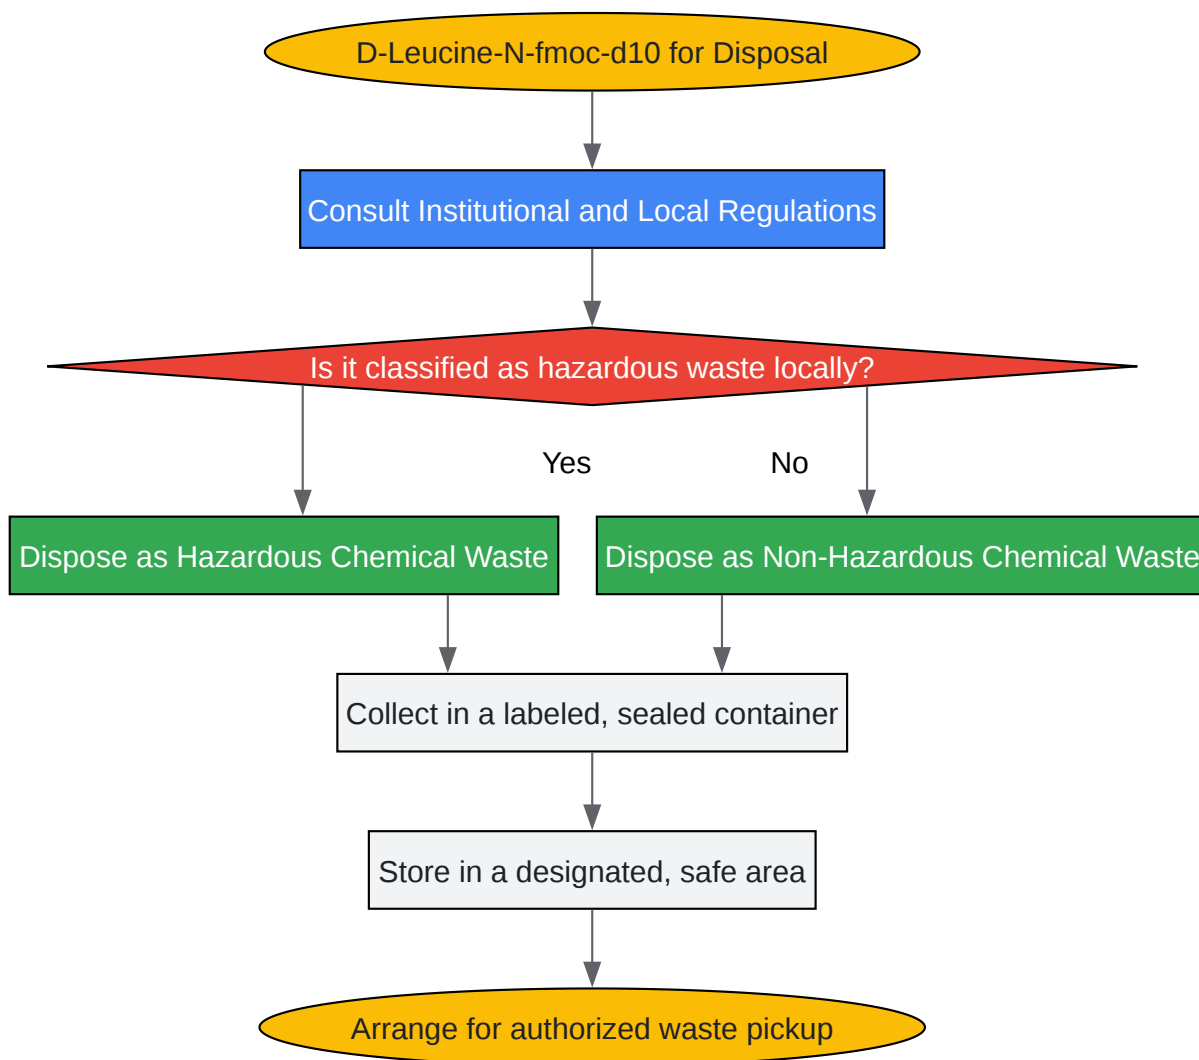 D-Leucine-N-fmoc-d10 for Disposal
Consult Institutional and Local Regulations
Is it classified as hazardous waste locally?
Yes
No
Dispose as Hazardous Chemical Waste
Dispose as Non-Hazardous Chemical Waste
Collect in a labeled, sealed container
Store in a designated, safe area
Arrange for authorized waste pickup